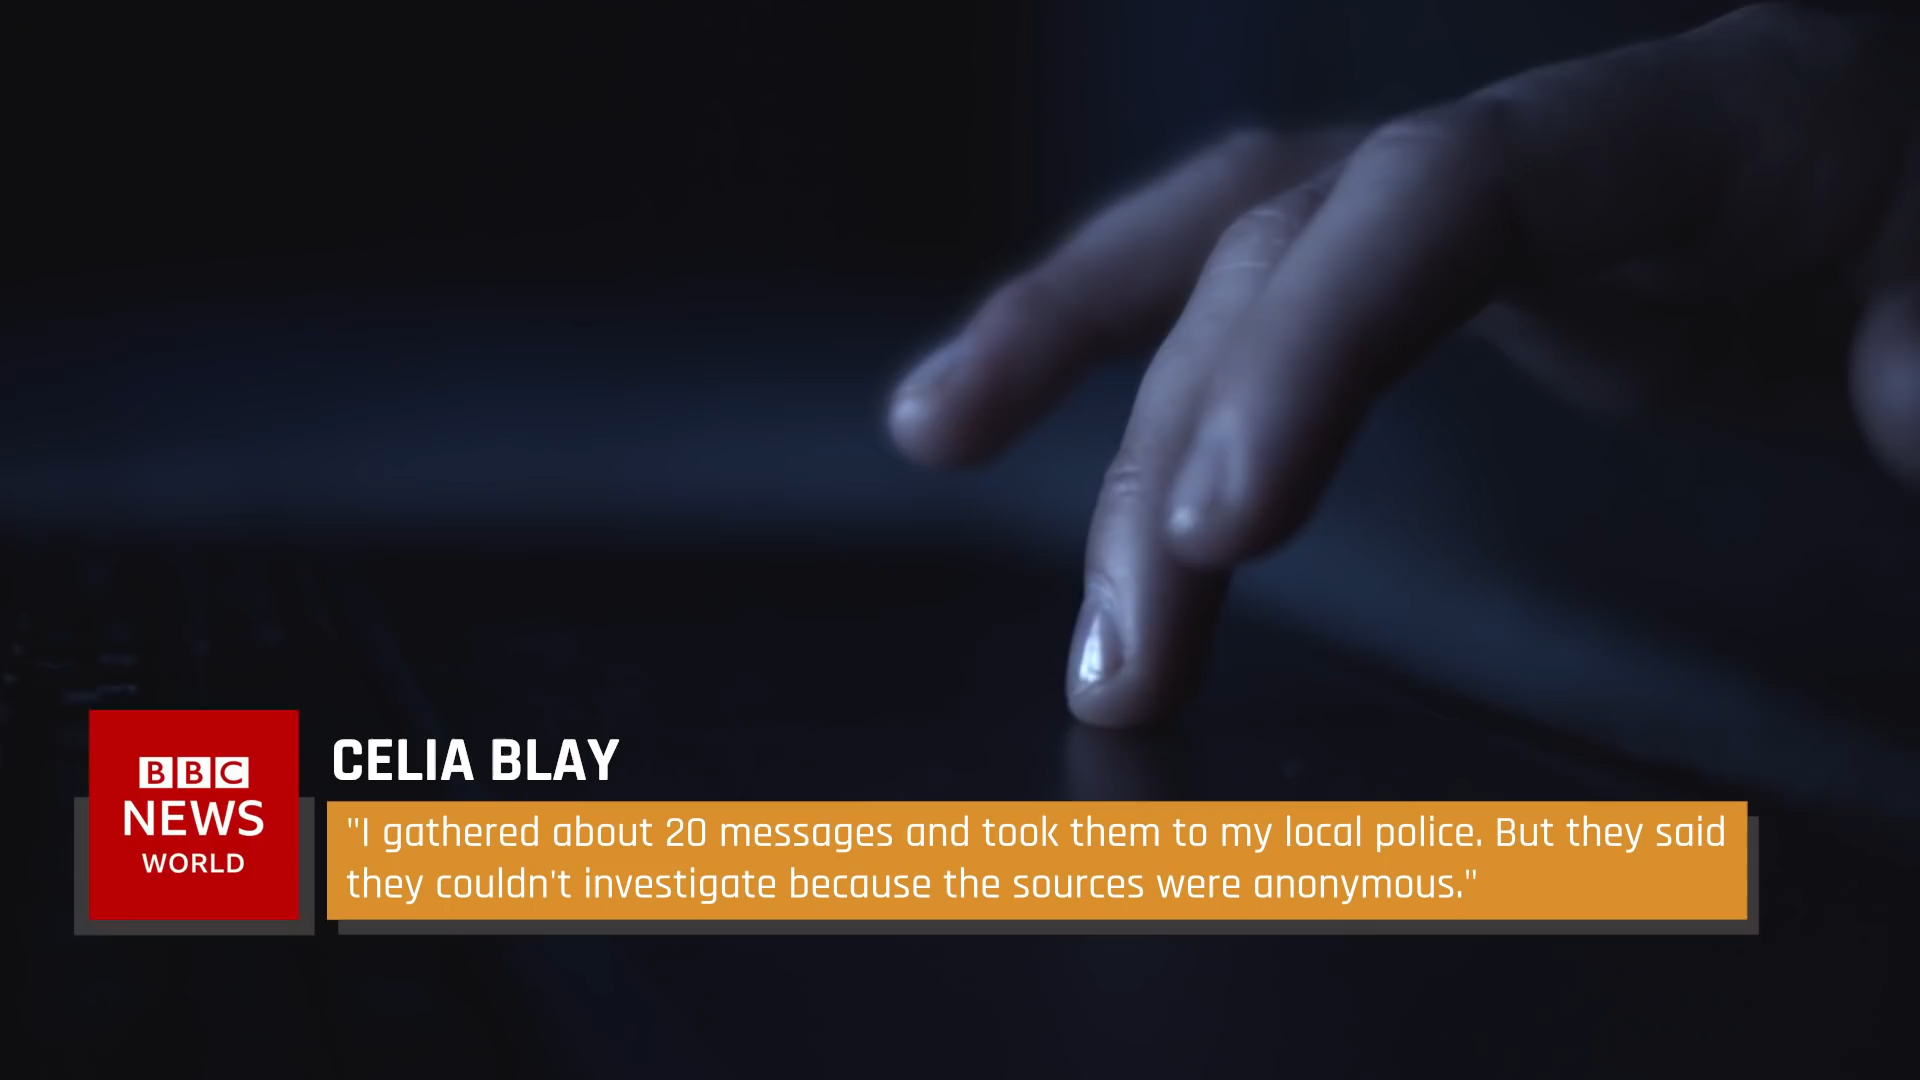 BBC
NEWS
WORLD
CELIA BLAY
"I gathered about 20 messages and took them to my local police. But they said
they couldn't investigate because the sources were anonymous."